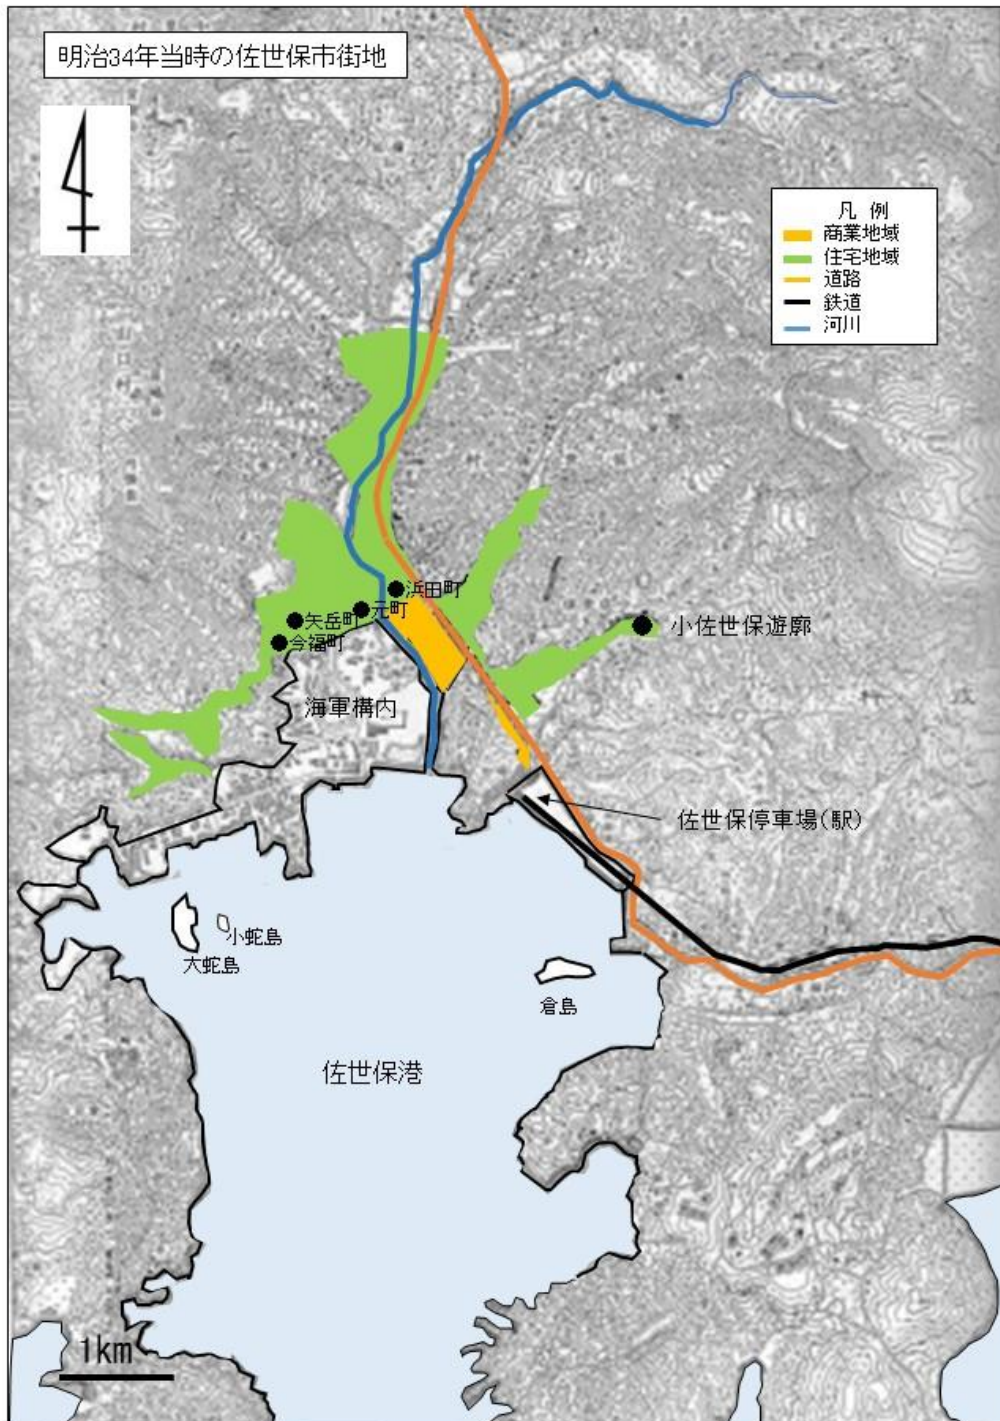 明治34年当時の佐世保市街地
凡 例
商業地域
住宅地域
道路
鉄道
河川
浜田町
元町
矢岳町
今福町
小佐世保遊廓
海軍構内
佐世保停車場(駅)
小蛇島
大蛇島
倉島
佐世保港
1km